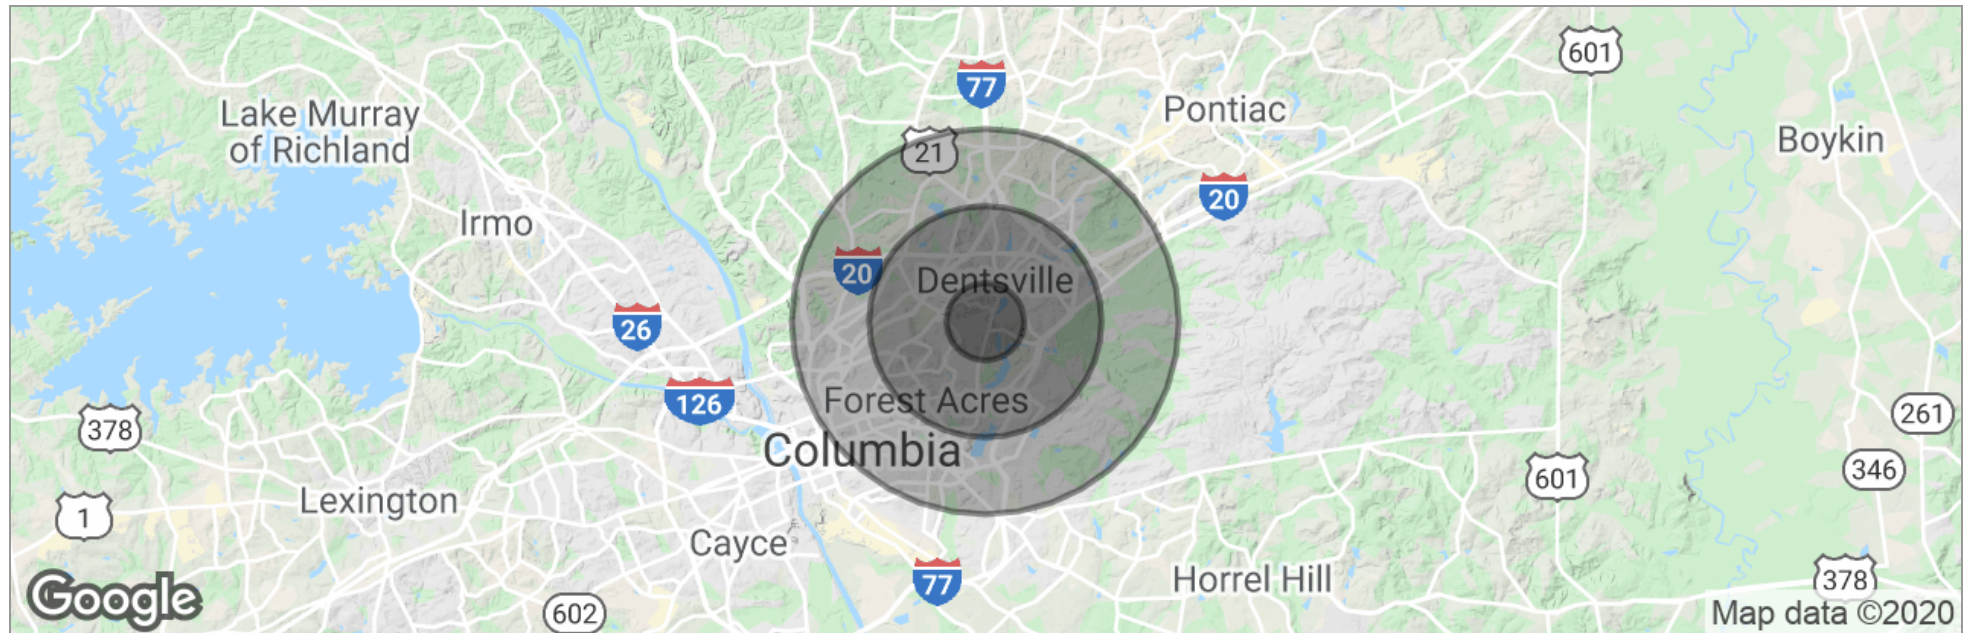 601
77
Lake Murray
of Richland
Pontiac
Boykin
21
20
Irmo
20
Dentsville
26
126
Forest Acres
378
261
Columbia
346
601
Lexington
1
Cayce
77
Horrel Hill
378
Google
602
Map data ©2020